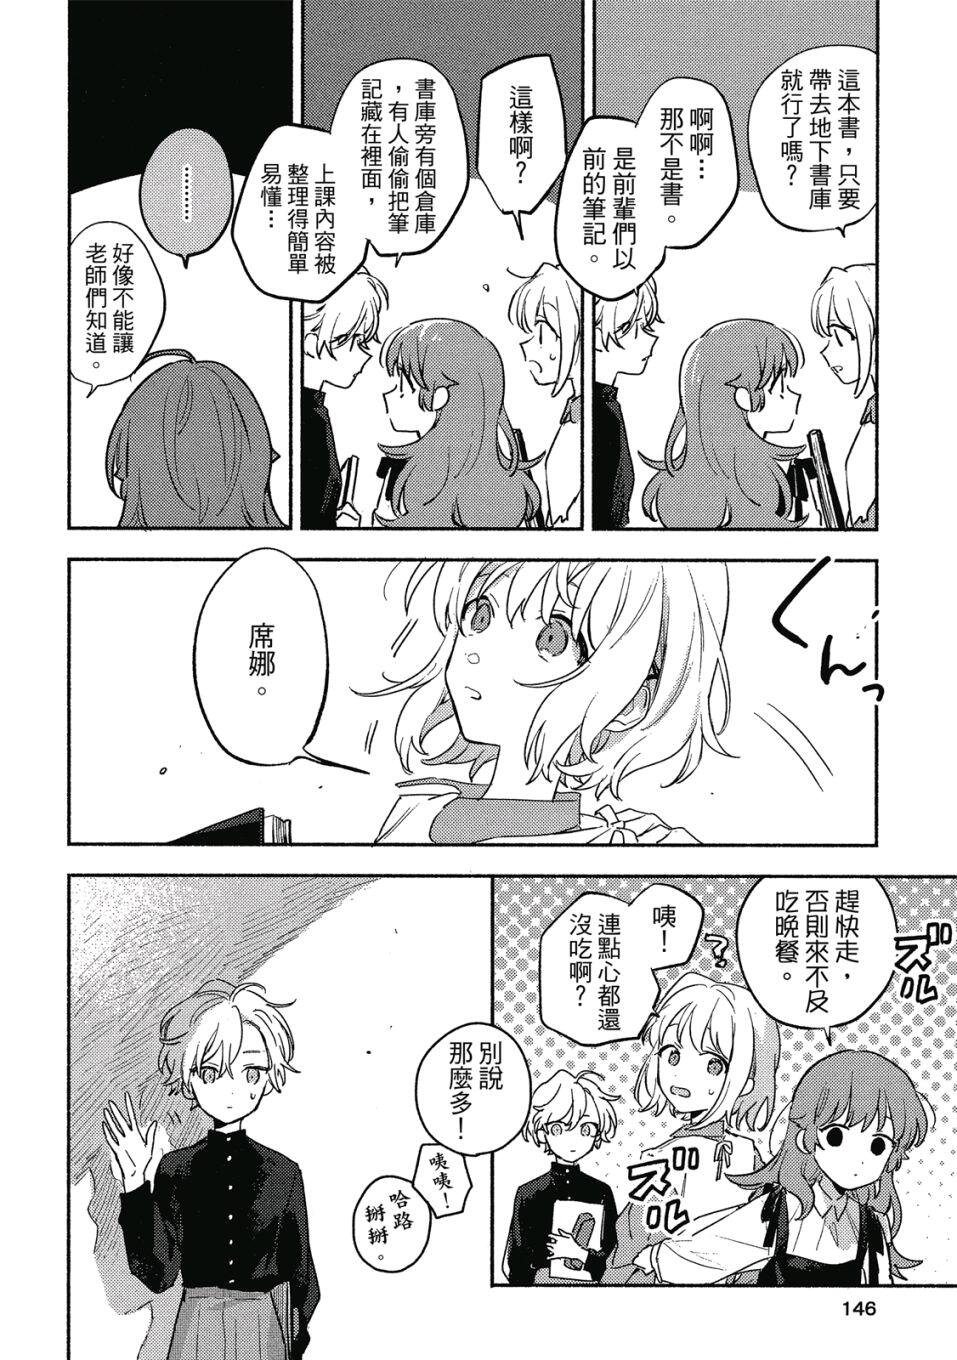 這本書，只要
帶去地下書庫
就行了嗎？
啊啊…
那不是書。
是前輩們以
前的筆記。
這樣啊？
書庫旁有個倉庫
，有人偷偷把筆
記藏在裡面，
上課內容被
整理得簡單
易懂…
………
好像不能讓
老師們知道。
くんっ
席娜。
趕快走，
否則來不及
吃晚餐。
ズル
ズル
咦！
連點心都還
沒吃啊？
?
ズル
ズル
別說
那麼多！
咦咦！
哈路
掰掰。
146